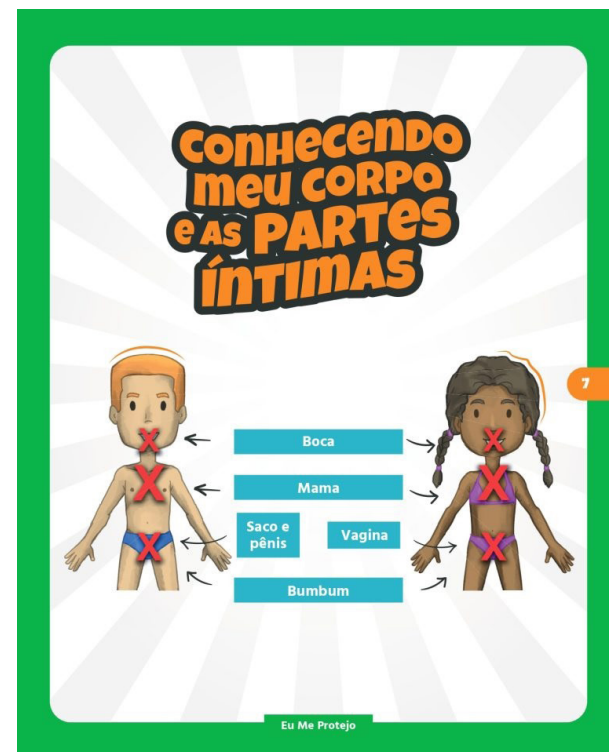 CONHECENDO
MEU CORPO
E AS PARTES
ÍNTIMAS
7
Boca
Mama
Saco e
pênis
Vagina
Bumbum
Eu Me Protejo